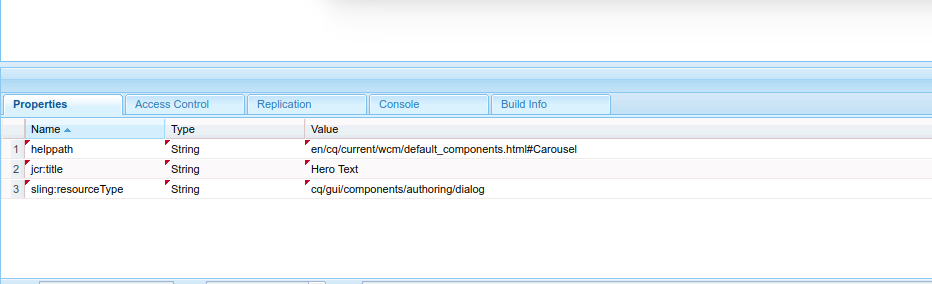 Properties Access Control Replication Console Build Info
Name Type Value
1 helppath String en/cq/current/wcm/default_components.html#Carousel
2 jcr:title String Hero Text
3 sling:resourceType String cq/gui/components/authoring/dialog